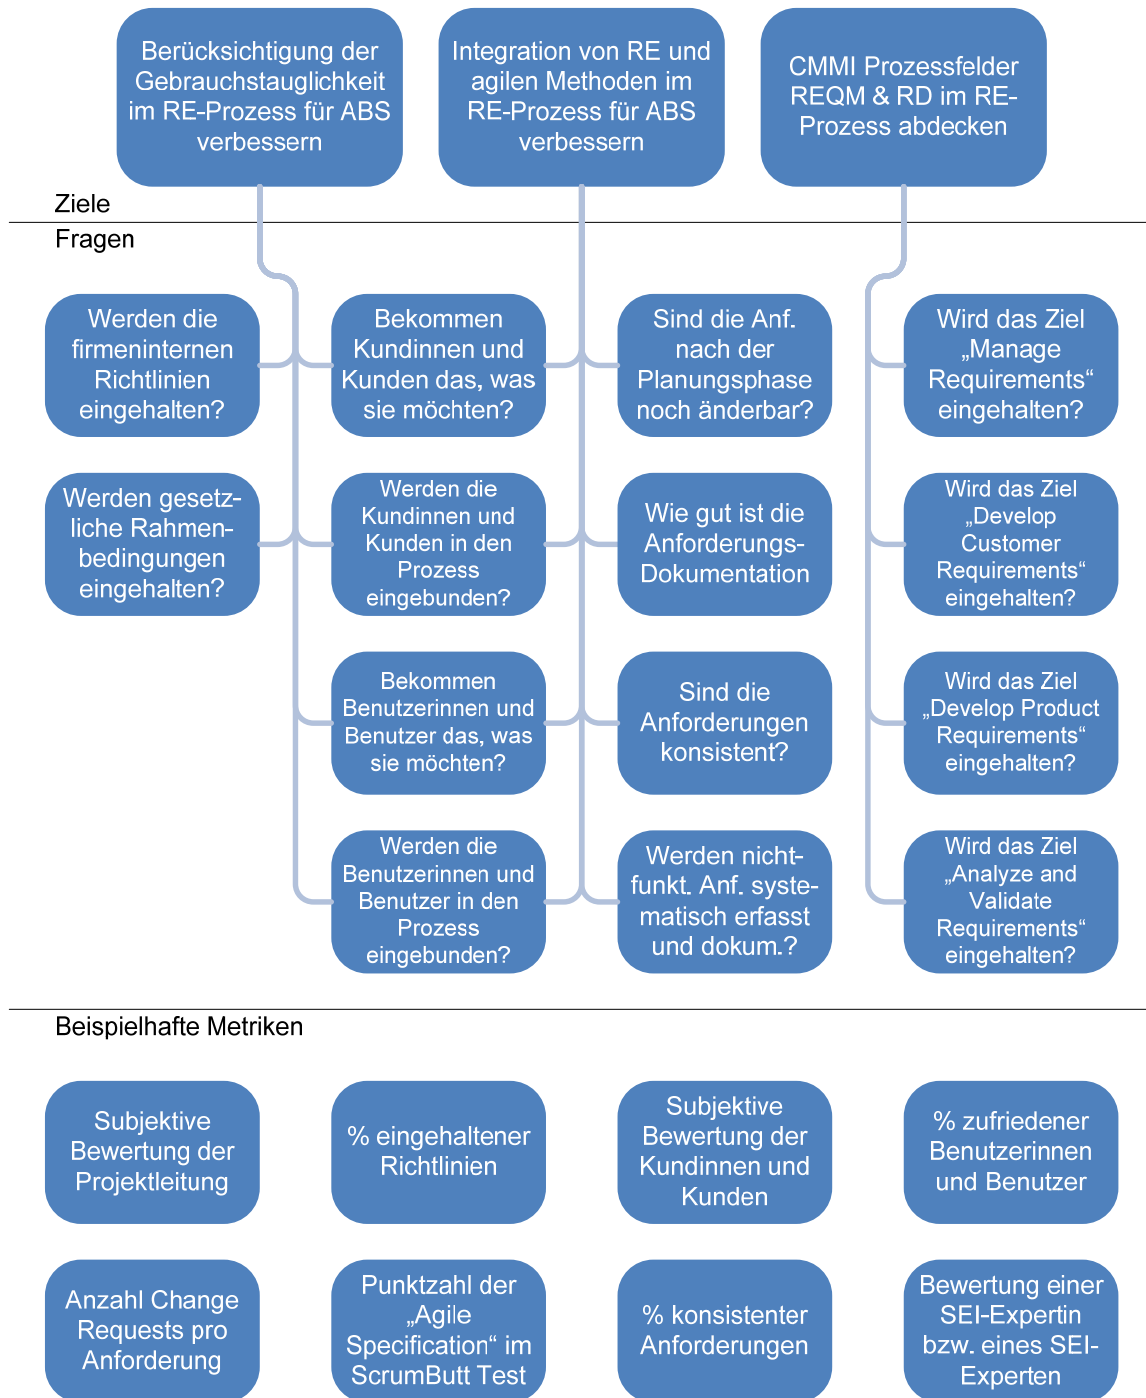 Berücksichtigung der
Gebrauchstauglichkeit
im RE-Prozess für ABS
verbessern
Integration von RE und
agilen Methoden im
RE-Prozess für ABS
verbessern
CMMI Prozessfelder
REQM & RD im RE-
Prozess abdecken
Ziele
Fragen
Werden die
firmeninternen
Richtlinien
eingehalten?
Bekommen
Kundinnen und
Kunden das, was
sie möchten?
Sind die Anf.
nach der
Planungsphase
noch änderbar?
Wird das Ziel
„Manage
Requirements“
eingehalten?
Werden gesetz-
liche Rahmen-
bedingungen
eingehalten?
Werden die
Kundinnen und
Kunden in den
Prozess
eingebunden?
Wie gut ist die
Anforderungs-
Dokumentation
Wird das Ziel
„Develop
Customer
Requirements“
eingehalten?
Bekommen
Benutzerinnen und
Benutzer das, was
sie möchten?
Sind die
Anforderungen
konsistent?
Wird das Ziel
„Develop Product
Requirements“
eingehalten?
Werden die
Benutzerinnen und
Benutzer in den
Prozess
eingebunden?
Werden nicht-
funkt. Anf. syste-
matisch erfasst
und dokum.?
Wird das Ziel
„Analyze and
Validate
Requirements“
eingehalten?
Beispielhafte Metriken
Subjektive
Bewertung der
Projektleitung
% eingehaltener
Richtlinien
Subjektive
Bewertung der
Kundinnen und
Kunden
% zufriedener
Benutzerinnen
und Benutzer
Anzahl Change
Requests pro
Anforderung
Punktzahl der
„Agile
Specification“ im
ScrumButt Test
% konsistenter
Anforderungen
Bewertung einer
SEI-Expertin
bzw. eines SEI-
Experten